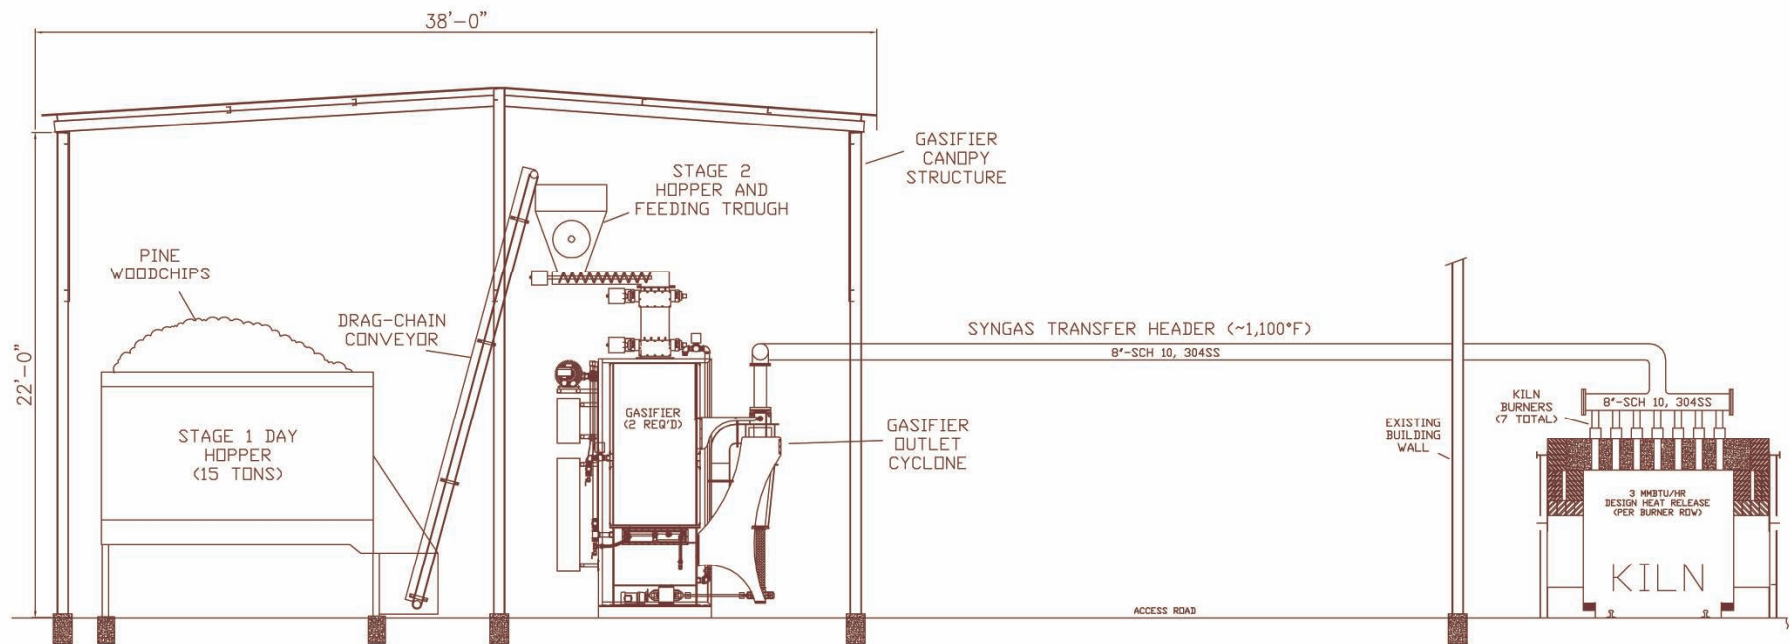 38'-0"
GASIFIER
CANOPY
STRUCTURE
STAGE 2
HOPPER AND
FEEDING TROUGH
PINE
WOODCHIPS
DRAG-CHAIN
CONVEYOR
SYNGAS TRANSFER HEADER (~1,100°F)
8"-SCH 10, 304SS
22'-0"
KILN
BURNERS
(7 TOTAL)
8"-SCH 10, 304SS
GASIFIER
(2 REQ'D)
STAGE 1 DAY
HOPPER
(15 TONS)
GASIFIER
OUTLET
CYCLONE
EXISTING
BUILDING
WALL
3 MMBTU/HR
DESIGN HEAT RELEASE
(PER BURNER ROW)
KILN
ACCESS ROAD